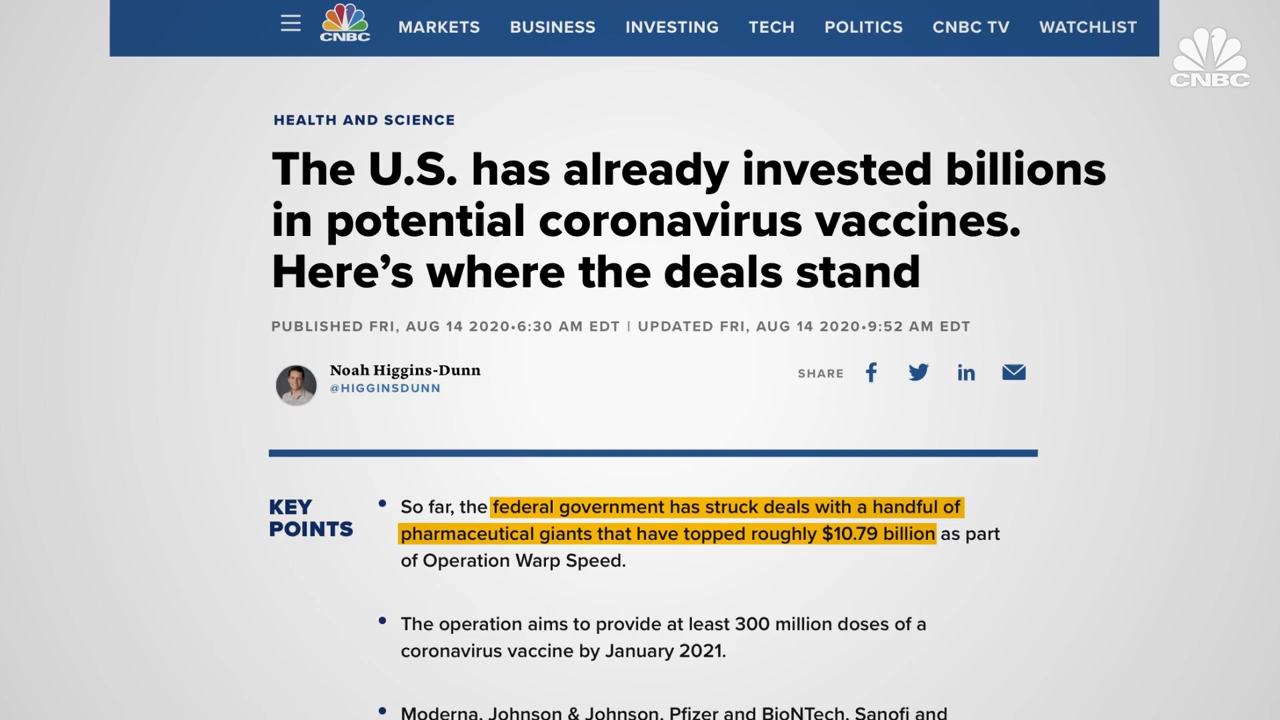 CNBC MARKETS BUSINESS INVESTING TECH POLITICS CNBC TV WATCHLIST
CNBC
HEALTH AND SCIENCE
The U.S. has already invested billions
in potential coronavirus vaccines.
Here’s where the deals stand
PUBLISHED FRI, AUG 14 2020•6:30 AM EDT | UPDATED FRI, AUG 14 2020•9:52 AM EDT
Noah Higgins-Dunn
@HIGGINSDUNN
SHARE f in
KEY
POINTS
• So far, the federal government has struck deals with a handful of
pharmaceutical giants that have topped roughly $10.79 billion as part
of Operation Warp Speed.
• The operation aims to provide at least 300 million doses of a
coronavirus vaccine by January 2021.
• Moderna, Johnson & Johnson, Pfizer and BioNTech, Sanofi and